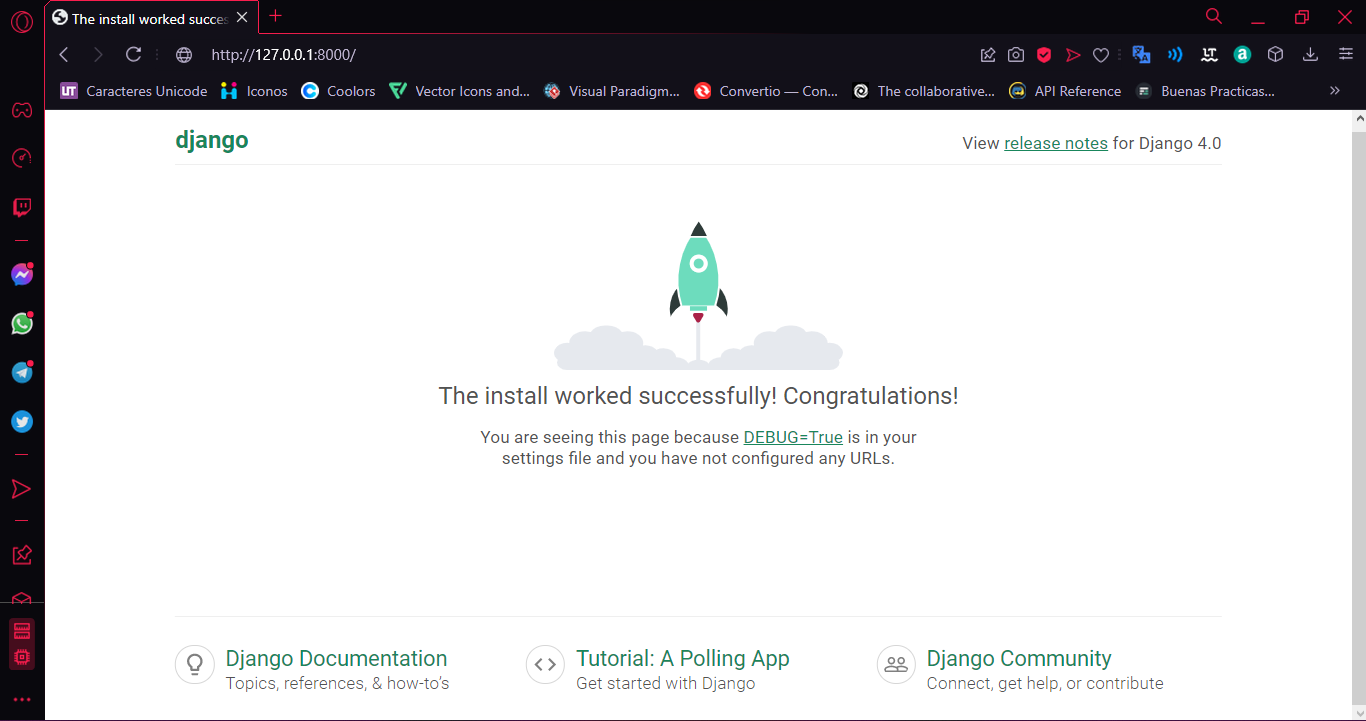 The install worked succes
http://127.0.0.1:8000/
UT Caracteres Unicode Iconos Coolors Vector Icons and... Visual Paradigm... Convertio — Con... The collaborative... API Reference Buenas Practicas...
django
View release notes for Django 4.0
The install worked successfully! Congratulations!
You are seeing this page because DEBUG=True is in your
settings file and you have not configured any URLs.
Django Documentation
Topics, references, & how-to’s
Tutorial: A Polling App
Get started with Django
Django Community
Connect, get help, or contribute